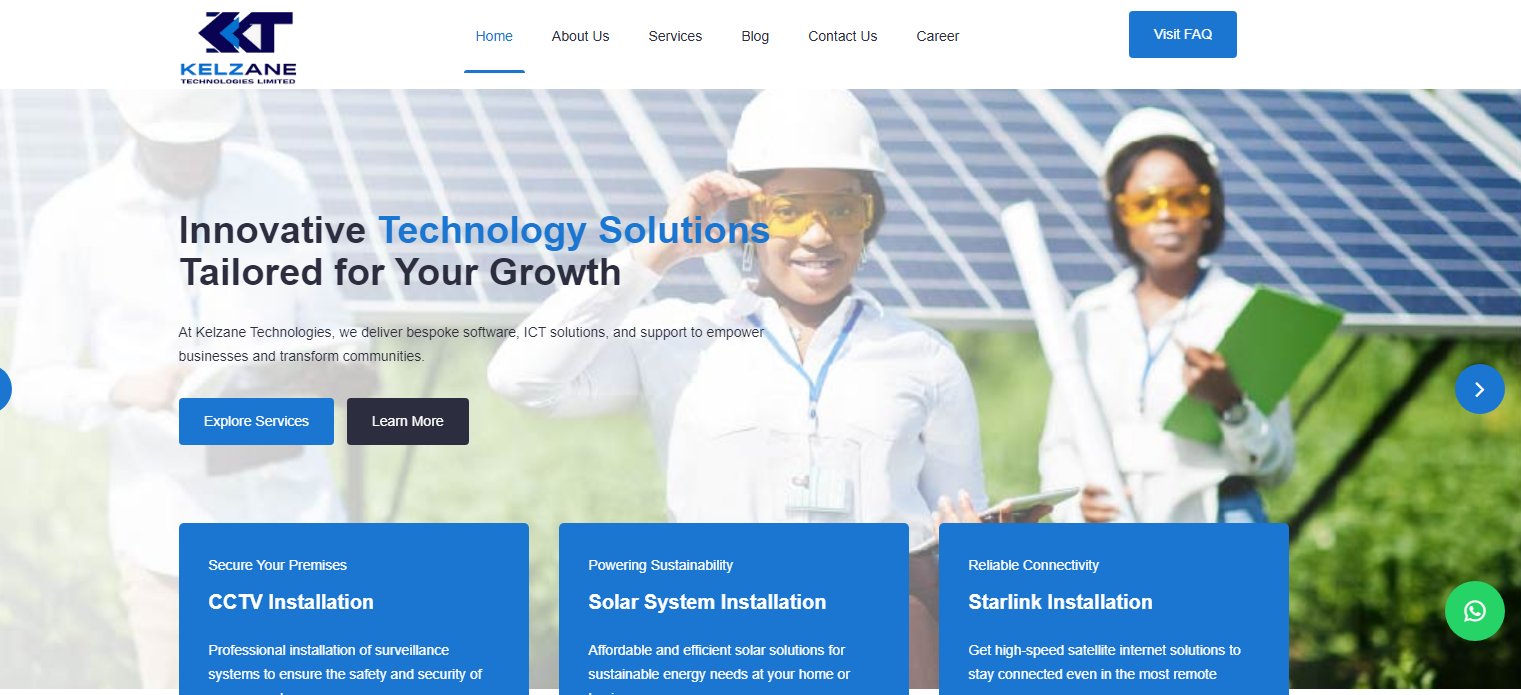 KELZANE
TECHNOLOGIES LIMITED
Home
About Us
Services
Blog
Contact Us
Career
Visit FAQ
Innovative Technology Solutions
Tailored for Your Growth
At Kelzane Technologies, we deliver bespoke software, ICT solutions, and support to empower
businesses and transform communities.
Explore Services
Learn More
Secure Your Premises
CCTV Installation
Professional installation of surveillance
systems to ensure the safety and security of
Powering Sustainability
Solar System Installation
Affordable and efficient solar solutions for
sustainable energy needs at your home or
Reliable Connectivity
Starlink Installation
Get high-speed satellite internet solutions to
stay connected even in the most remote